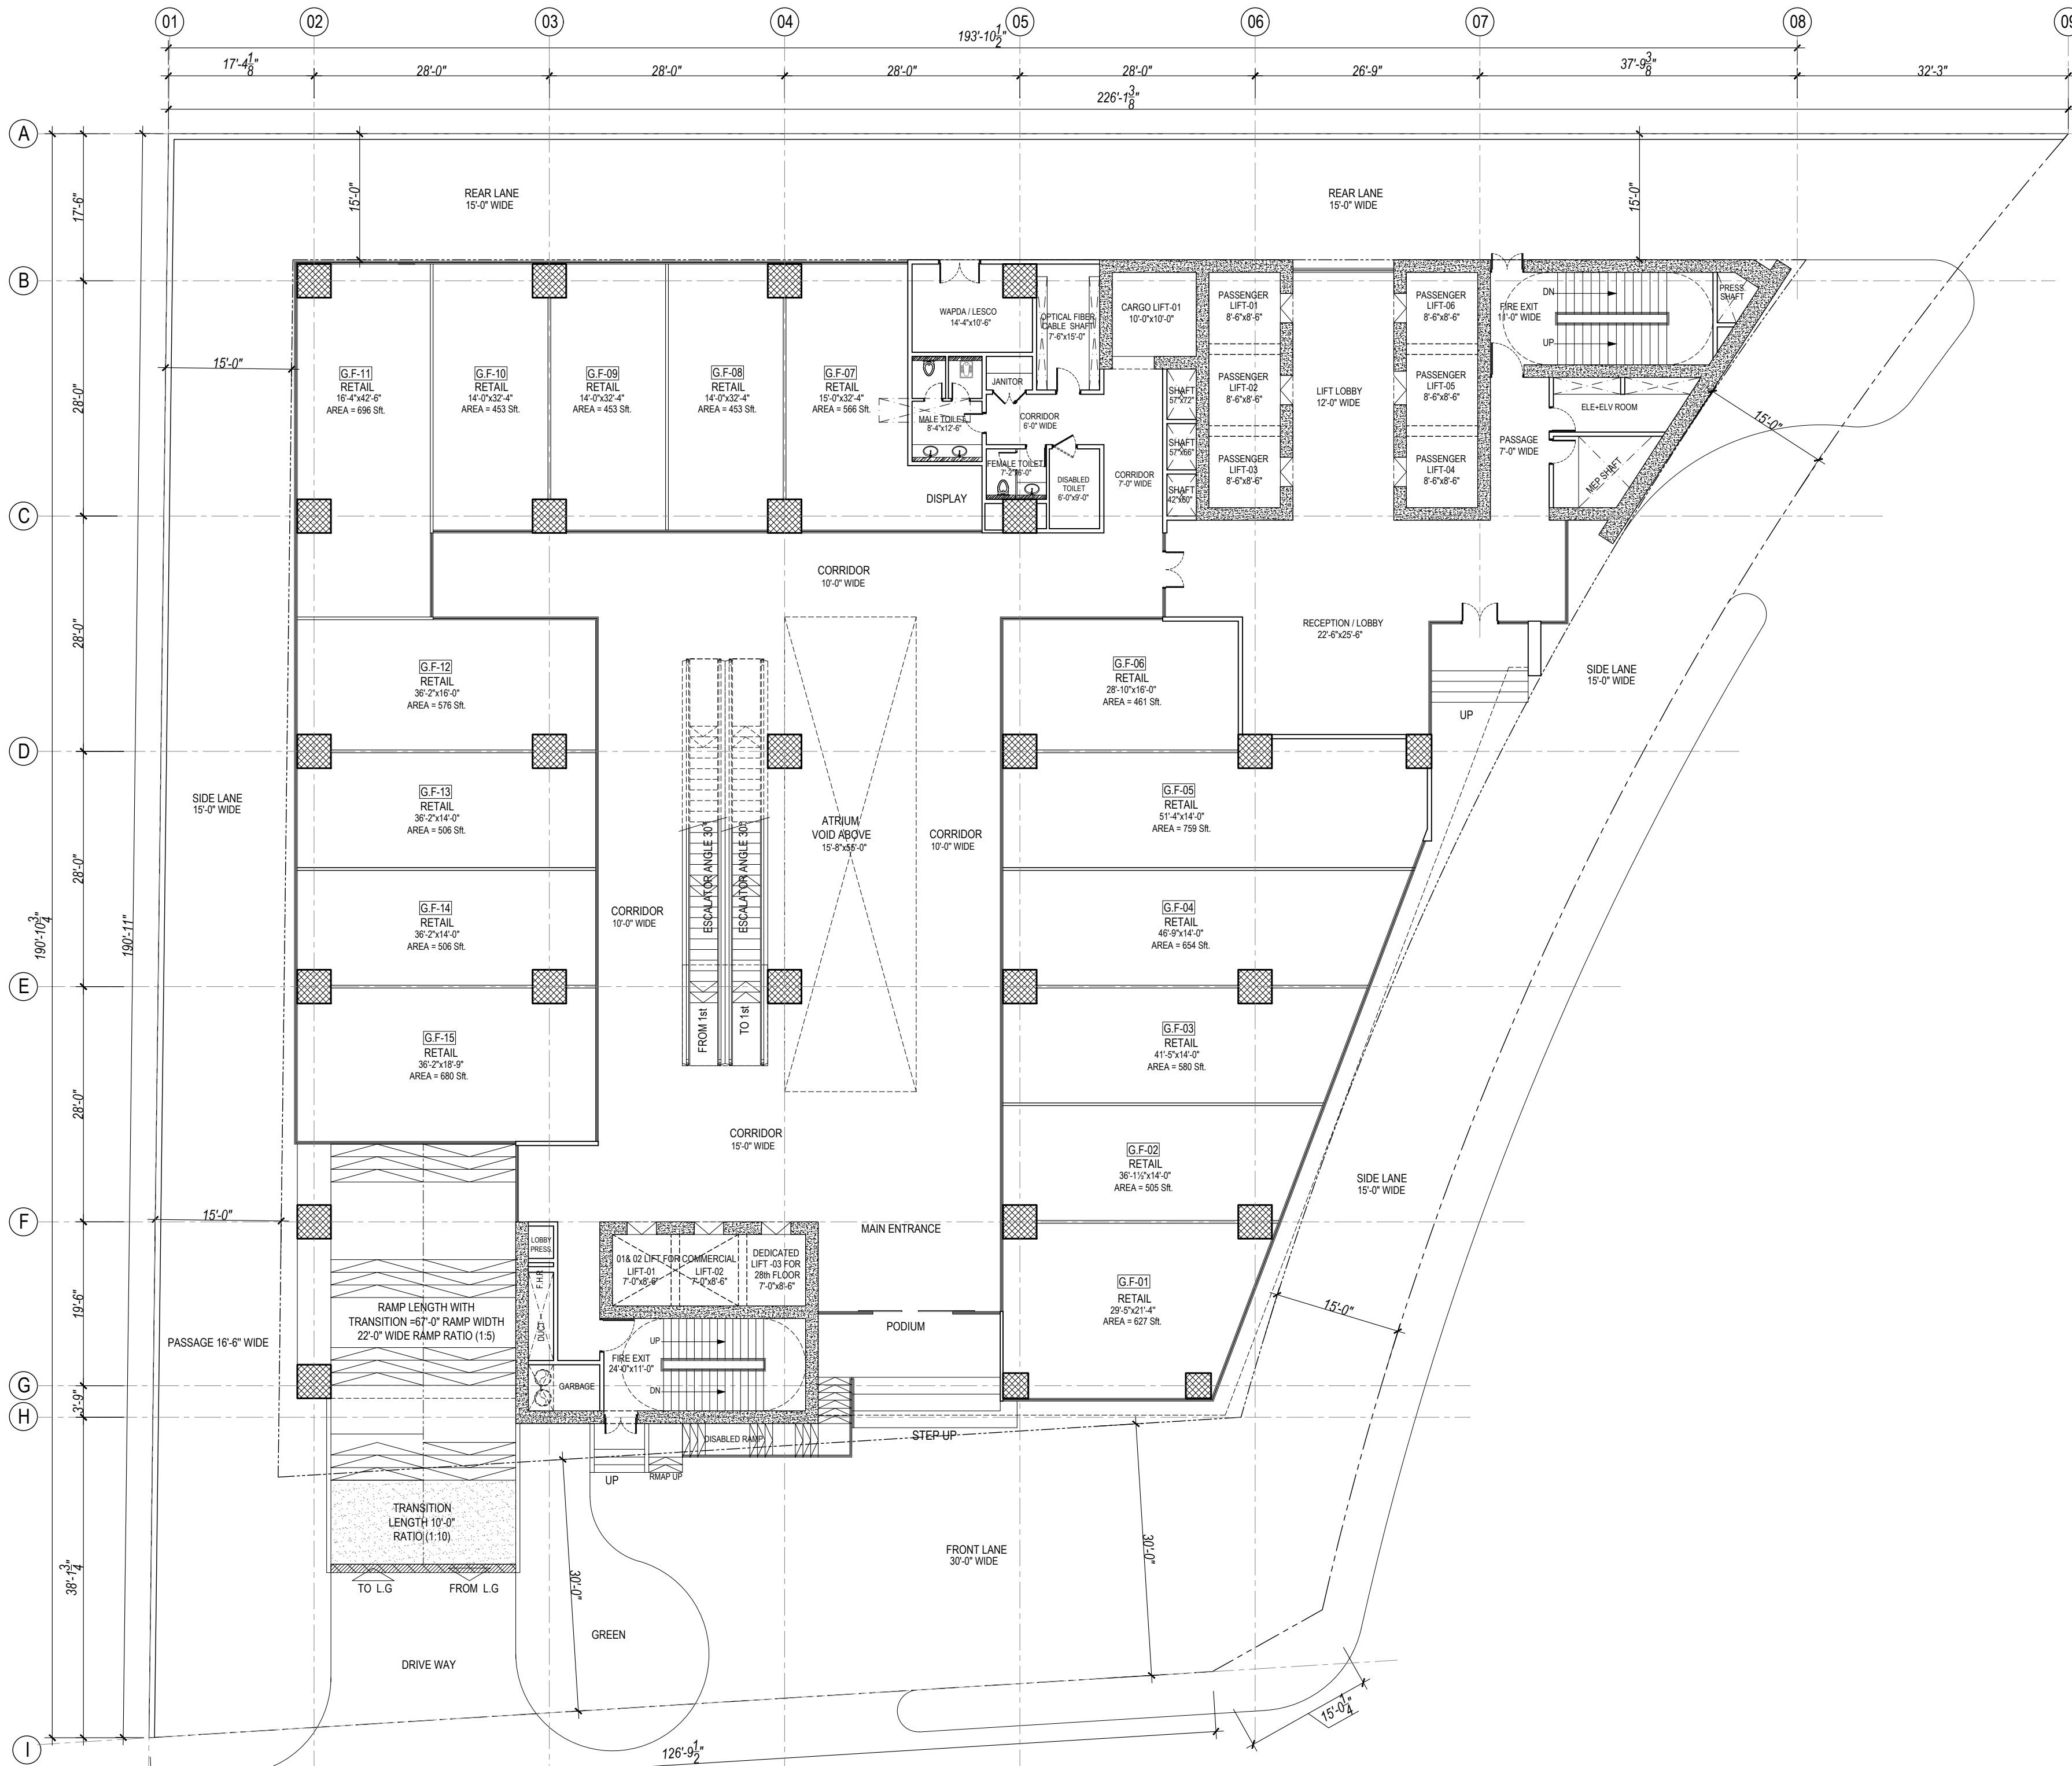 01
02
03
04
05
06
07
08
09
193'-10 1/2"
17'-4 1/8"
28'-0"
28'-0"
28'-0"
28'-0"
26'-9"
37'-9 3/8"
32'-3"
226'-1 3/8"
A
B
C
D
E
F
G
H
I
17'-6"
28'-0"
28'-0"
28'-0"
28'-0"
19'-6"
3'-9"
38'-1 3/4"
190'-10 3/4"
190'-11"
15'-0"
REAR LANE
15'-0" WIDE
REAR LANE
15'-0" WIDE
15'-0"
15'-0"
G.F-11
RETAIL
16'-4"x42'-6"
AREA = 696 Sft.
G.F-10
RETAIL
14'-0"x32'-4"
AREA = 453 Sft.
G.F-09
RETAIL
14'-0"x32'-4"
AREA = 453 Sft.
G.F-08
RETAIL
14'-0"x32'-4"
AREA = 453 Sft.
G.F-07
RETAIL
15'-0"x32'-4"
AREA = 566 Sft.
WAPDA / LESCO
14'-4"x10'-6"
OPTICAL FIBER
CABLE SHAFT
7'-6"x15'-0"
JANITOR
MALE TOILET
8'-4"x12'-6"
CORRIDOR
6'-0" WIDE
FEMALE TOILET
7'-2"x6'-0"
DISABLED
TOILET
6'-0"x9'-0"
DISPLAY
CORRIDOR
7'-0" WIDE
CARGO LIFT-01
10'-0"x10'-0"
SHAFT
57"x72"
SHAFT
57"x66"
SHAFT
42"x60"
PASSENGER
LIFT-01
8'-6"x8'-6"
PASSENGER
LIFT-02
8'-6"x8'-6"
PASSENGER
LIFT-03
8'-6"x8'-6"
LIFT LOBBY
12'-0" WIDE
PASSENGER
LIFT-06
8'-6"x8'-6"
PASSENGER
LIFT-05
8'-6"x8'-6"
PASSENGER
LIFT-04
8'-6"x8'-6"
FIRE EXIT
11'-0" WIDE
DN
UP
PRESS.
SHAFT
ELE+ELV ROOM
PASSAGE
7'-0" WIDE
MEP SHAFT
15'-0"
CORRIDOR
10'-0" WIDE
RECEPTION / LOBBY
22'-6"x25'-6"
G.F-12
RETAIL
36'-2"x16'-0"
AREA = 576 Sft.
G.F-06
RETAIL
28'-10"x16'-0"
AREA = 461 Sft.
SIDE LANE
15'-0" WIDE
UP
SIDE LANE
15'-0" WIDE
G.F-13
RETAIL
36'-2"x14'-0"
AREA = 506 Sft.
G.F-05
RETAIL
51'-4"x14'-0"
AREA = 759 Sft.
ATRIUM
VOID ABOVE
15'-8"x56'-0"
CORRIDOR
10'-0" WIDE
ESCALATOR ANGLE 30°
ESCALATOR ANGLE 30°
CORRIDOR
10'-0" WIDE
FROM 1st
TO 1st
G.F-14
RETAIL
36'-2"x14'-0"
AREA = 506 Sft.
G.F-04
RETAIL
46'-9"x14'-0"
AREA = 654 Sft.
G.F-15
RETAIL
36'-2"x18'-9"
AREA = 680 Sft.
G.F-03
RETAIL
41'-5"x14'-0"
AREA = 580 Sft.
CORRIDOR
15'-0" WIDE
G.F-02
RETAIL
36'-1½"x14'-0"
AREA = 505 Sft.
SIDE LANE
15'-0" WIDE
15'-0"
MAIN ENTRANCE
LOBBY
PRESS.
F.H.R
DUCT
01& 02 LIFT FOR COMMERCIAL
LIFT-01
7'-0"x8'-6"
LIFT-02
7'-0"x8'-6"
DEDICATED
LIFT -03 FOR
28th FLOOR
7'-0"x8'-6"
G.F-01
RETAIL
29'-5"x21'-4"
AREA = 627 Sft.
15'-0"
RAMP LENGTH WITH
TRANSITION =67'-0" RAMP WIDTH
22'-0" WIDE RAMP RATIO (1:5)
PASSAGE 16'-6" WIDE
PODIUM
UP
FIRE EXIT
24'-0"x11'-0"
DN
GARBAGE
DISABLED RAMP
STEP UP
UP
RMAP UP
TRANSITION
LENGTH 10'-0"
RATIO (1:10)
TO L.G
FROM L.G
30'-0"
FRONT LANE
30'-0" WIDE
30'-0"
GREEN
DRIVE WAY
15'-0 1/4"
126'-9 1/2"